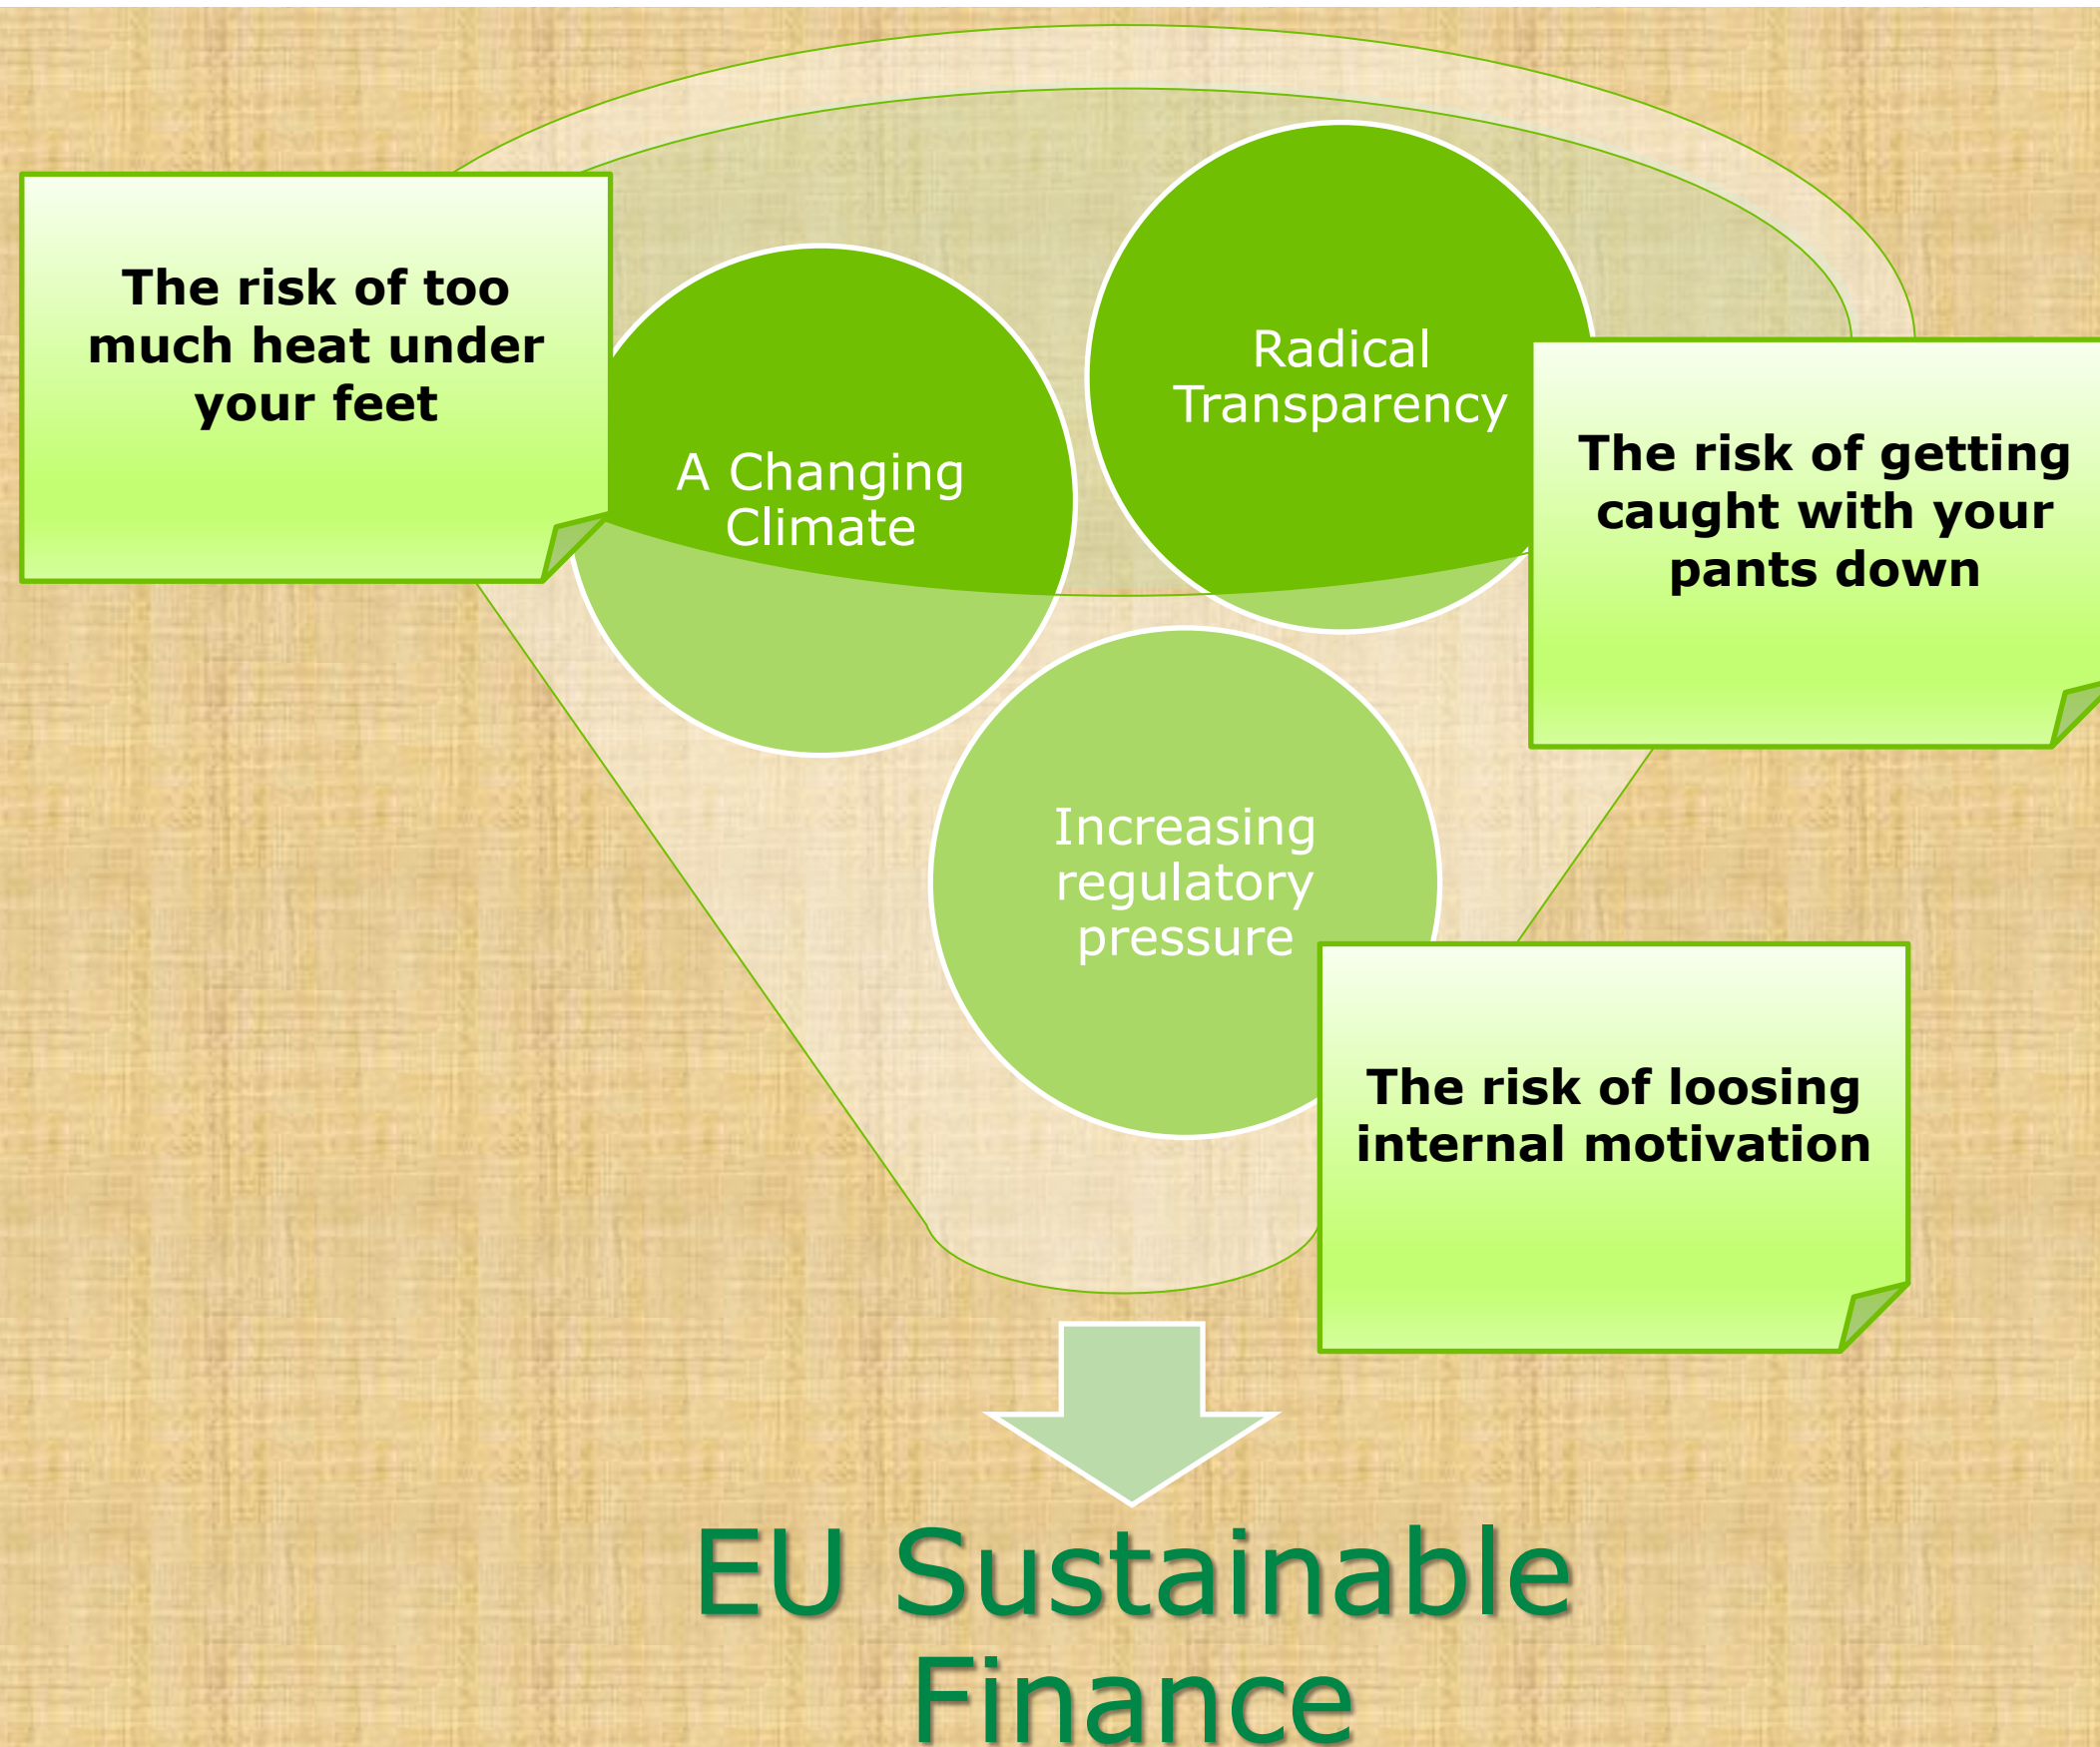 The risk of too
much heat under
your feet
Radical
Transparency
A Changing
Climate
The risk of getting
caught with your
pants down
Increasing
regulatory
pressure
The risk of loosing
internal motivation
EU Sustainable
Finance